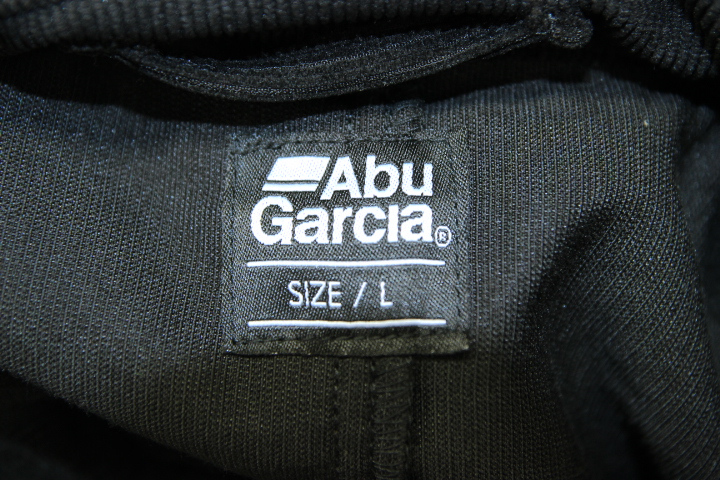 Abu
Garcia®
SIZE / L